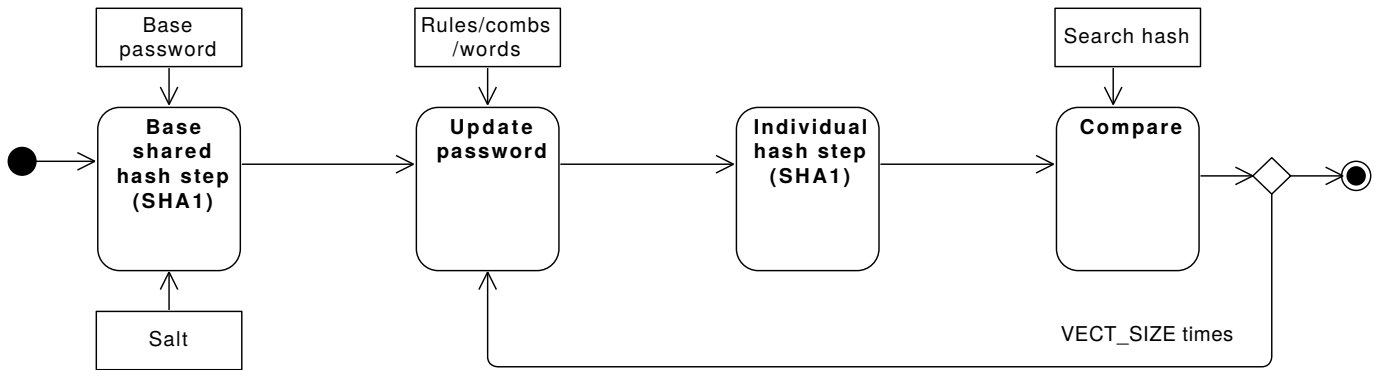 Base
password
Rules/combs
/words
Search hash
Base
shared
hash step
(SHA1)
Update
password
Individual
hash step
(SHA1)
Compare
Salt
VECT_SIZE times